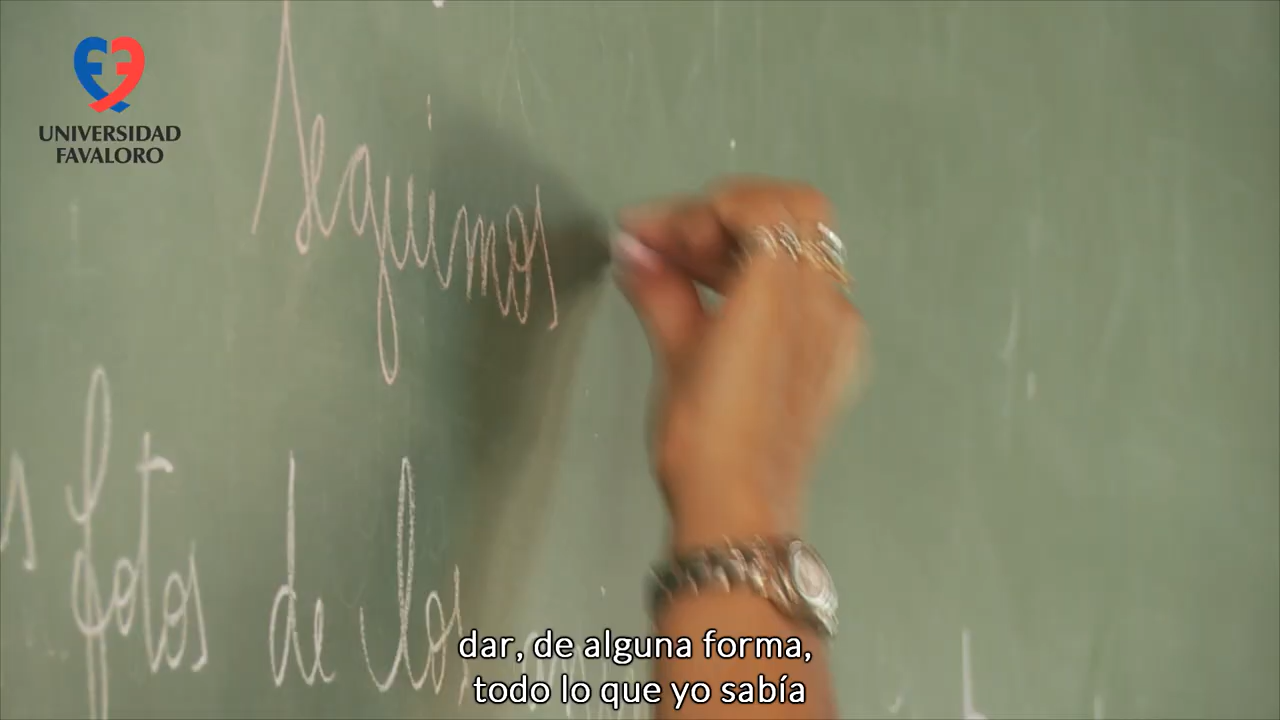 UNIVERSIDAD
FAVALORO
seguimos
fotos de los
dar, de alguna forma,
todo lo que yo sabía